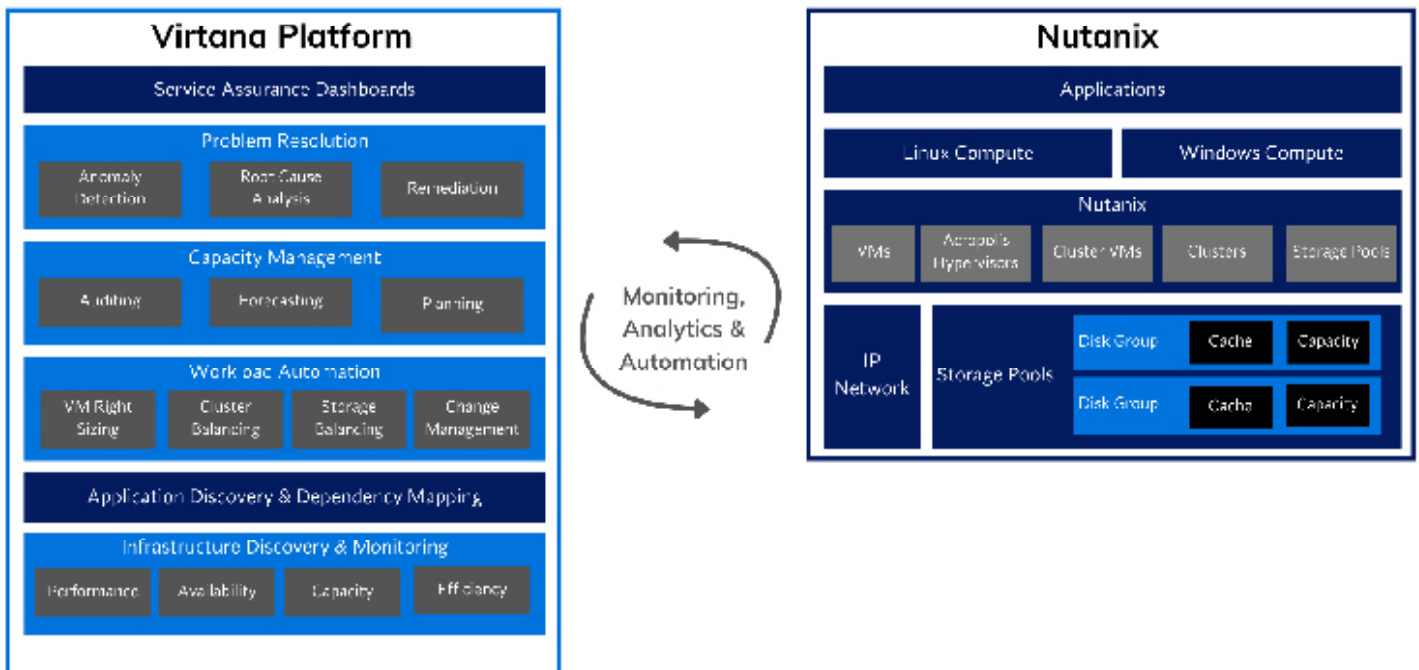 Virtana Platform
Service Assurance Dashboards
Problem Resolution
Anomaly
Detection
Root Cause
Analysis
Remediation
Capacity Management
Auditing
Forecasting
Planning
Workload Automation
VM Right
Sizing
Cluster
Balancing
Storage
Balancing
Change
Management
Application Discovery & Dependency Mapping
Infrastructure Discovery & Monitoring
Performance
Availability
Capacity
Efficiency
Monitoring,
Analytics &
Automation
Nutanix
Applications
Linux Compute
Windows Compute
Nutanix
VMs
Acropolis
Hypervisors
Cluster VMs
Clusters
Storage Pools
IP
Network
Storage Pools
Disk Group
Cache
Capacity
Disk Group
Cache
Capacity